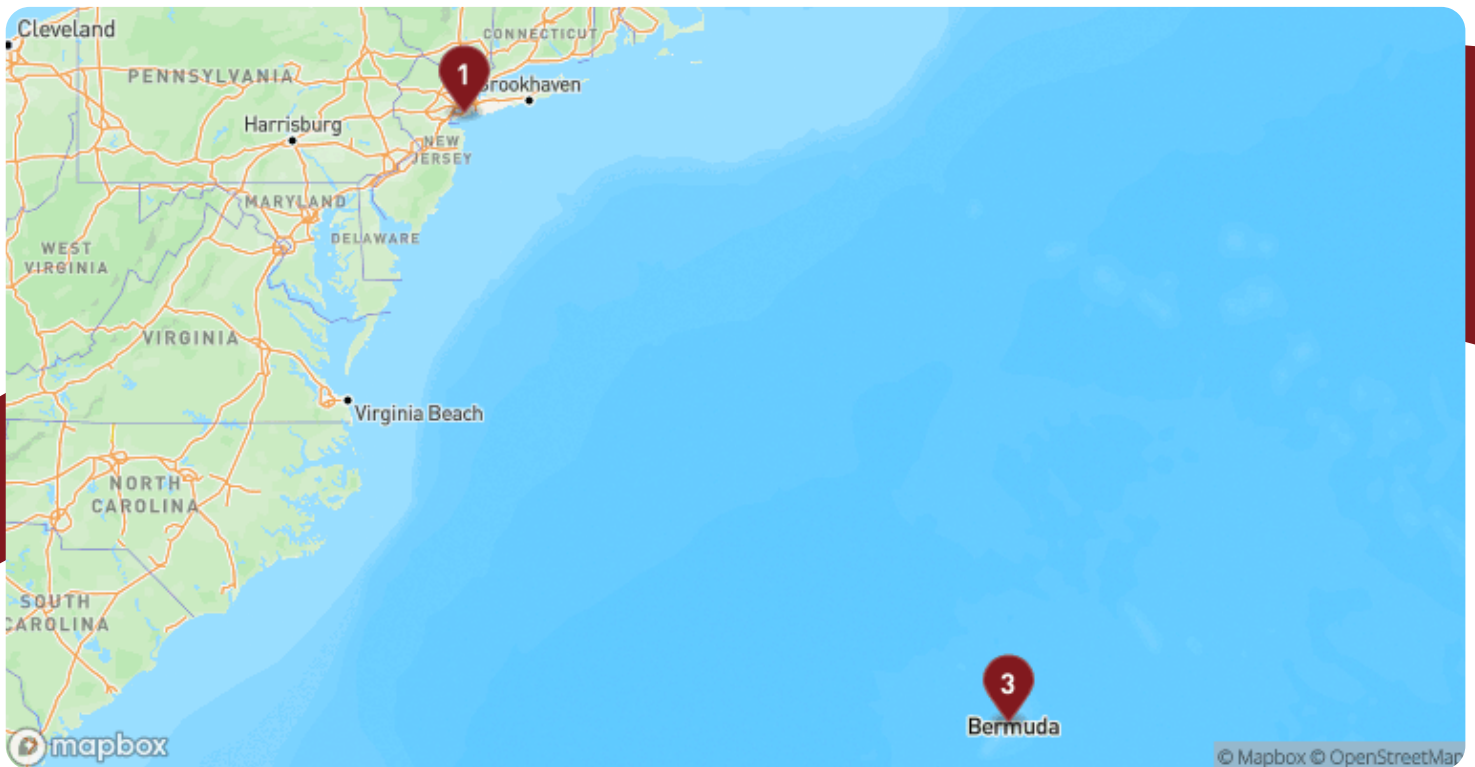 Cleveland
CONNECTICUT
PENNSYLVANIA
1
Brookhaven
Harrisburg
NEW
JERSEY
MARYLAND
DELAWARE
WEST
VIRGINIA
VIRGINIA
Virginia Beach
NORTH
CAROLINA
SOUTH
CAROLINA
3
Bermuda
mapbox
© Mapbox © OpenStreetMap